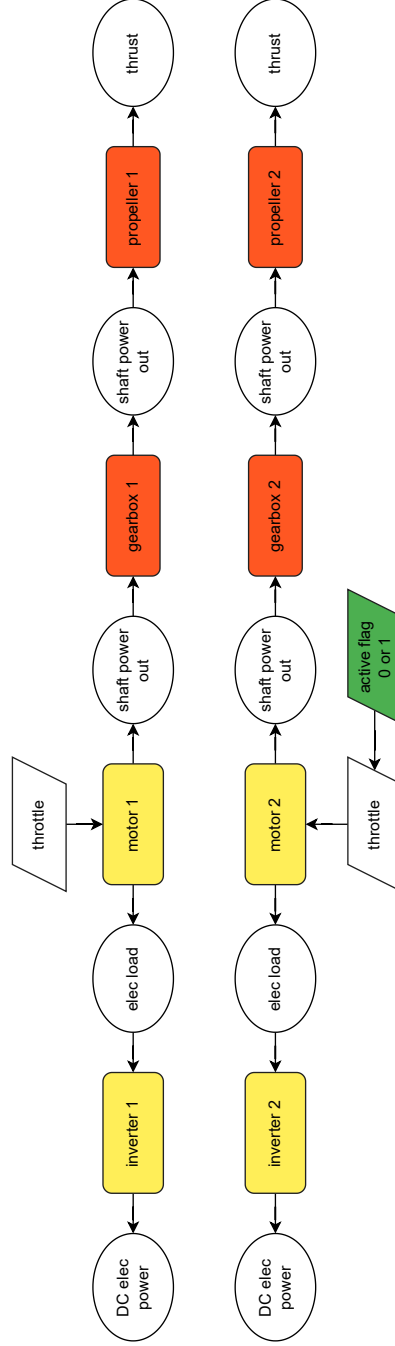 throttle
DC elec
power
inverter 1
elec load
motor 1
shaft power
out
gearbox 1
shaft power
out
propeller 1
thrust
DC elec
power
inverter 2
elec load
motor 2
shaft power
out
gearbox 2
shaft power
out
propeller 2
thrust
throttle
active flag
0 or 1